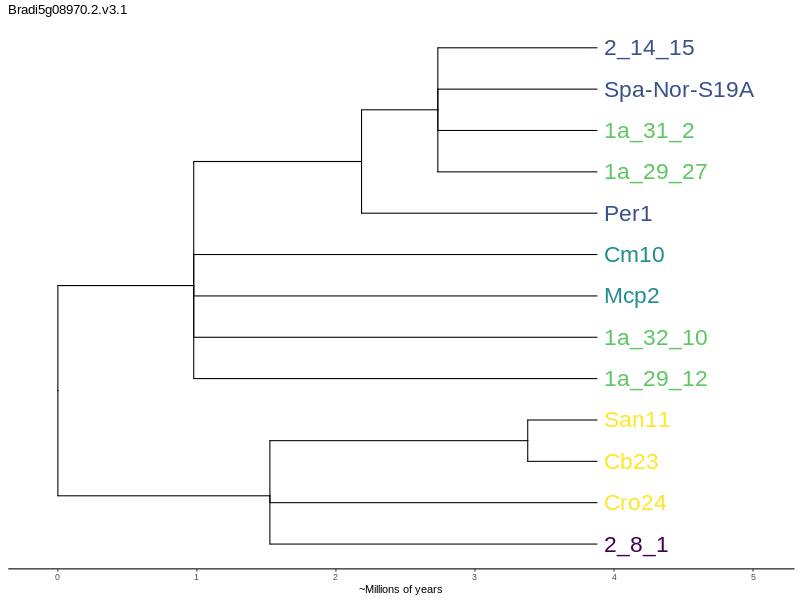 Bradi5g08970.2.v3.1
2_14_15
Spa-Nor-S19A
1a_31_2
1a_29_27
Per1
Cm10
Mcp2
1a_32_10
1a_29_12
San11
Cb23
Cro24
2_8_1
0 1 2 3 4 5
~Millions of years